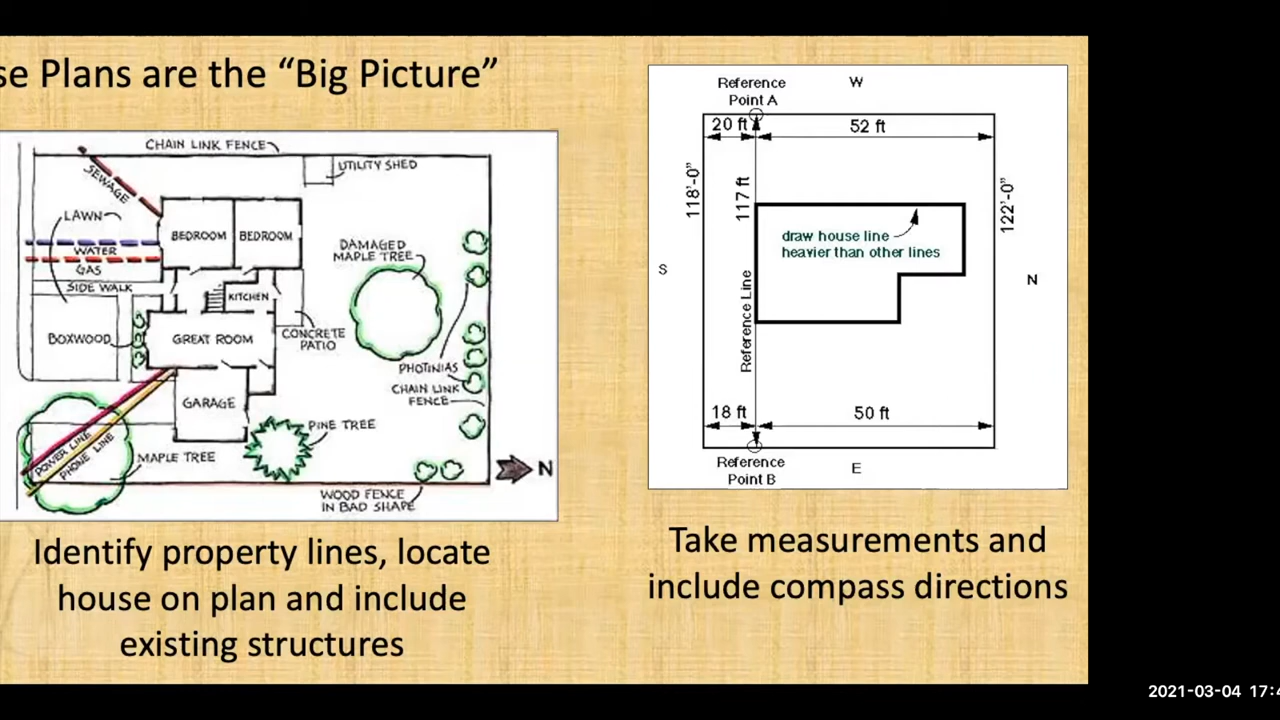 se Plans are the “Big Picture”
CHAIN LINK FENCE
UTILITY SHED
SEWAGE
LAWN
BEDROOM
BEDROOM
WATER
GAS
DAMAGED
MAPLE TREE
SIDE WALK
KITCHEN
BOXWOOD
GREAT ROOM
CONCRETE
PATIO
PHOTINIAS
CHAIN LINK
FENCE
GARAGE
POWER LINE
PHONE LINE
MAPLE TREE
PINE TREE
N
WOOD FENCE
IN BAD SHAPE
Identify property lines, locate
house on plan and include
existing structures
Reference
Point A
W
20 ft
52 ft
118'-0"
117 ft
122'-0"
draw house line
heavier than other lines
S
N
Reference Line
18 ft
50 ft
Reference
Point B
E
Take measurements and
include compass directions
2021-03-04 17:4